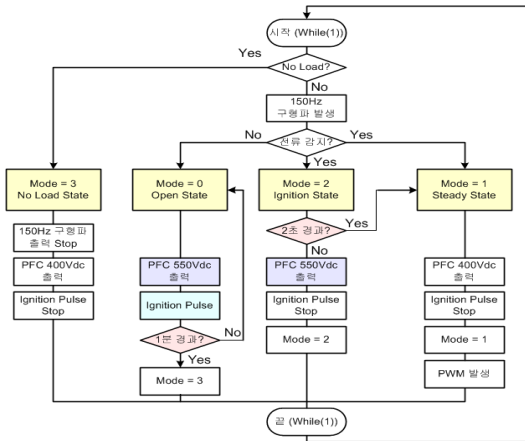 시작 (While(1))
Yes
No Load?
No
150Hz
구형파 발생
No
전류 감지?
Yes
Yes
Mode = 3
No Load State
Mode = 0
Open State
Mode = 2
Ignition State
Mode = 1
Steady State
150Hz 구형파
출력 Stop
2초 경과?
Yes
No
PFC 400Vdc
출력
PFC 550Vdc
출력
PFC 550Vdc
출력
PFC 400Vdc
출력
Ignition Pulse
Stop
Ignition Pulse
Ignition Pulse
Stop
Ignition Pulse
Stop
1분 경과?
No
Yes
Mode = 2
Mode = 1
Mode = 3
PWM 발생
끝 (While(1))